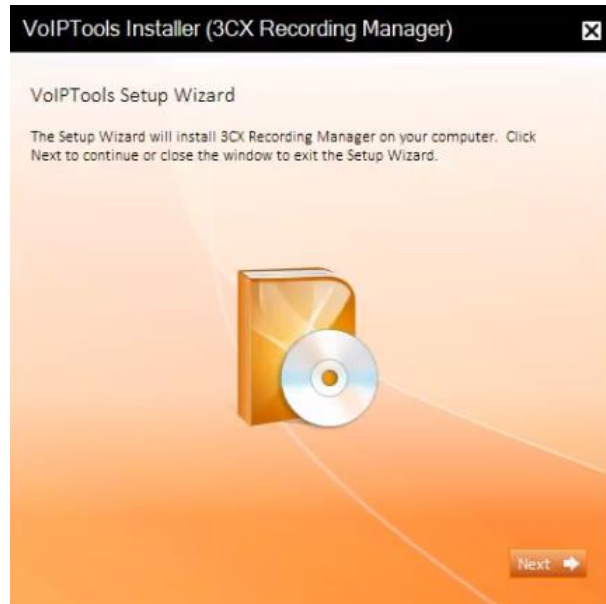 VoIPTools Installer (3CX Recording Manager)
VoIPTools Setup Wizard
The Setup Wizard will install 3CX Recording Manager on your computer. Click
Next to continue or close the window to exit the Setup Wizard.
Next